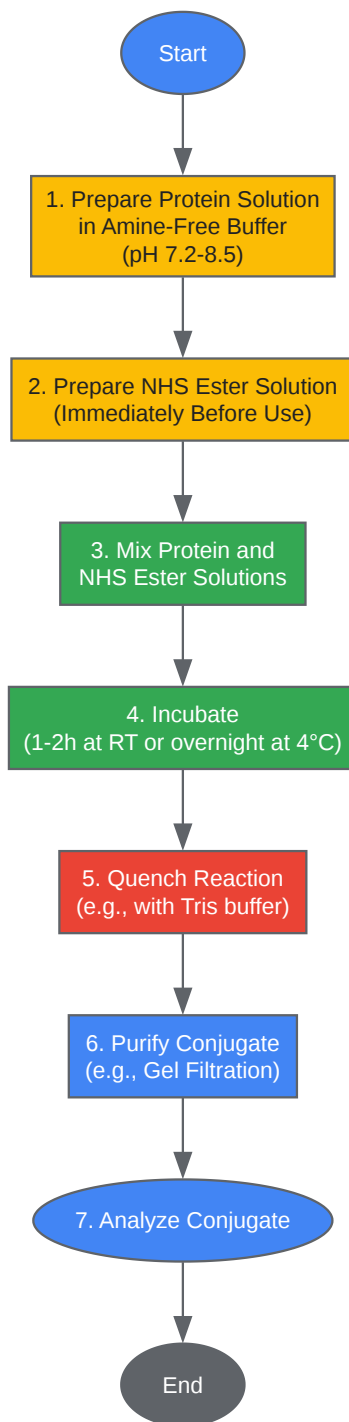 Start
1. Prepare Protein Solution
in Amine-Free Buffer
(pH 7.2-8.5)
2. Prepare NHS Ester Solution
(Immediately Before Use)
3. Mix Protein and
NHS Ester Solutions
4. Incubate
(1-2h at RT or overnight at 4°C)
5. Quench Reaction
(e.g., with Tris buffer)
6. Purify Conjugate
(e.g., Gel Filtration)
7. Analyze Conjugate
End